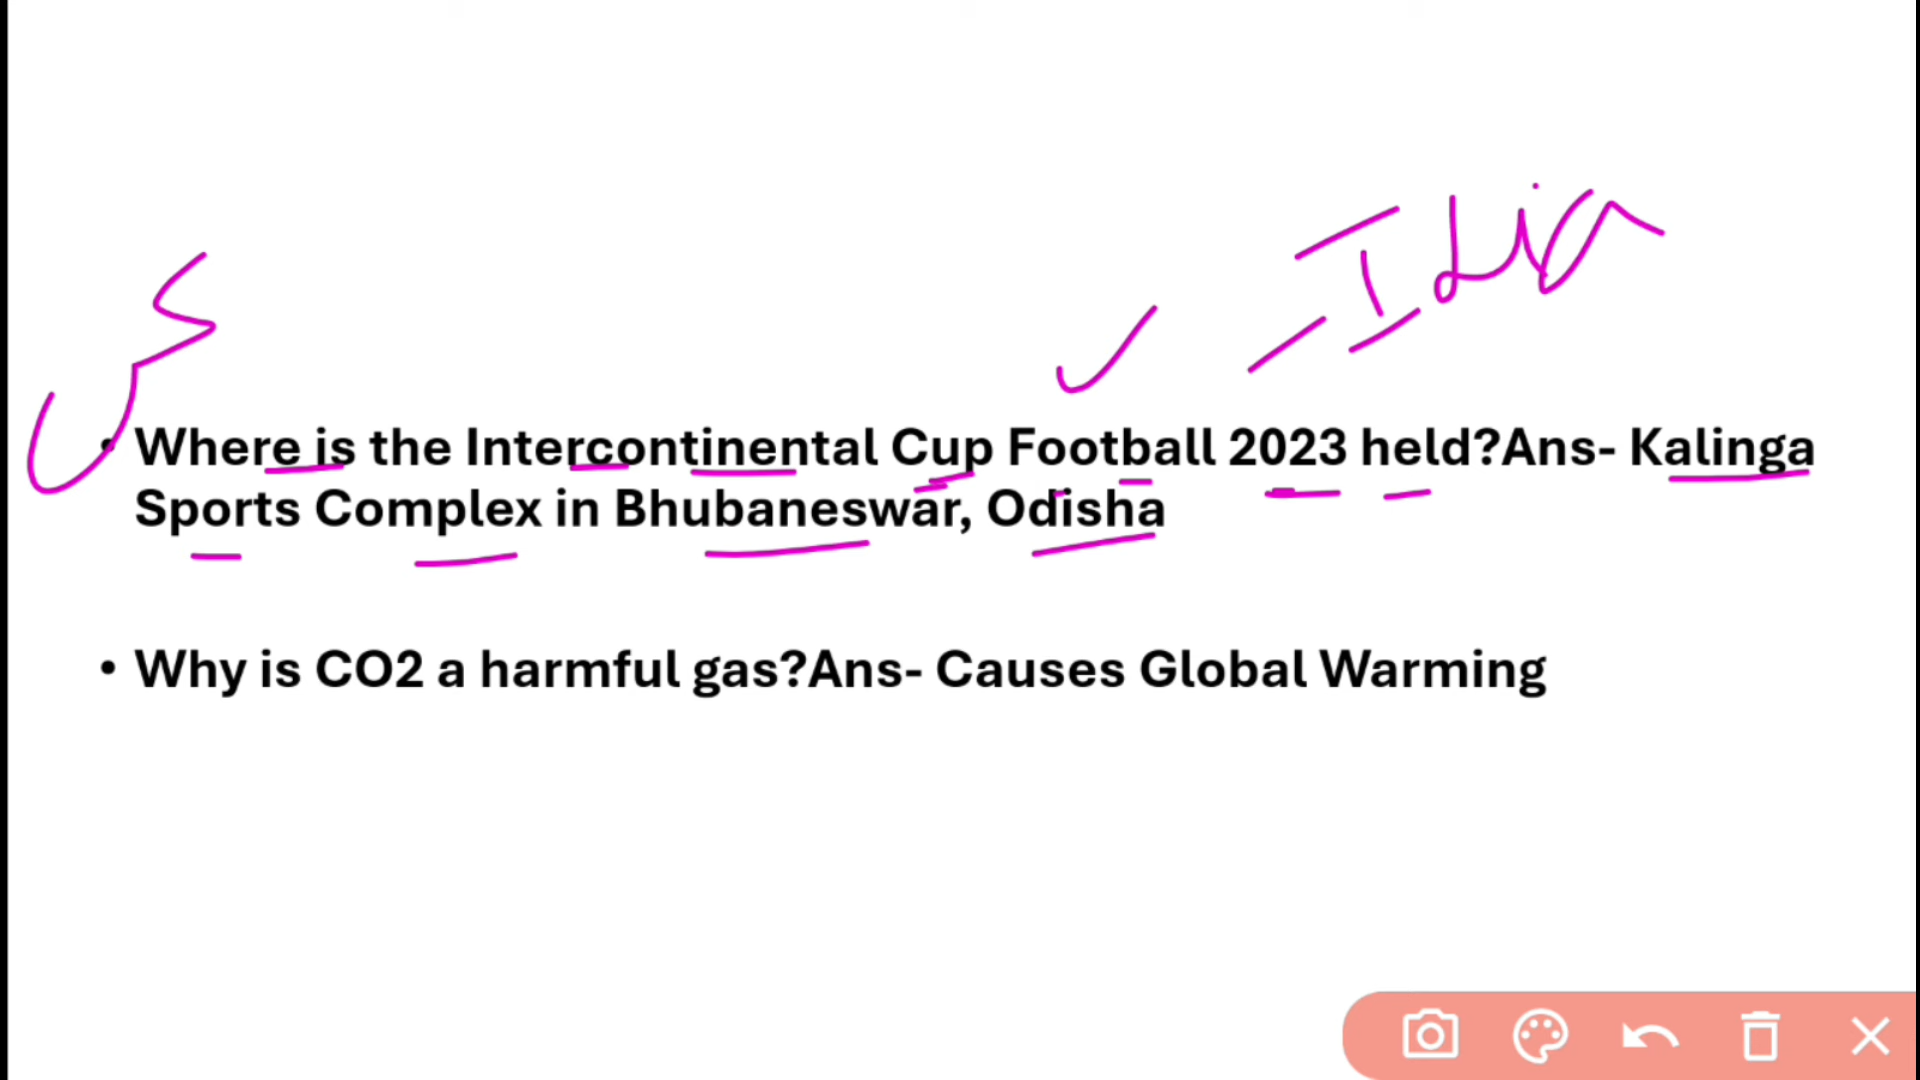 India
• Where is the Intercontinental Cup Football 2023 held?Ans- Kalinga
Sports Complex in Bhubaneswar, Odisha
• Why is CO2 a harmful gas?Ans- Causes Global Warming